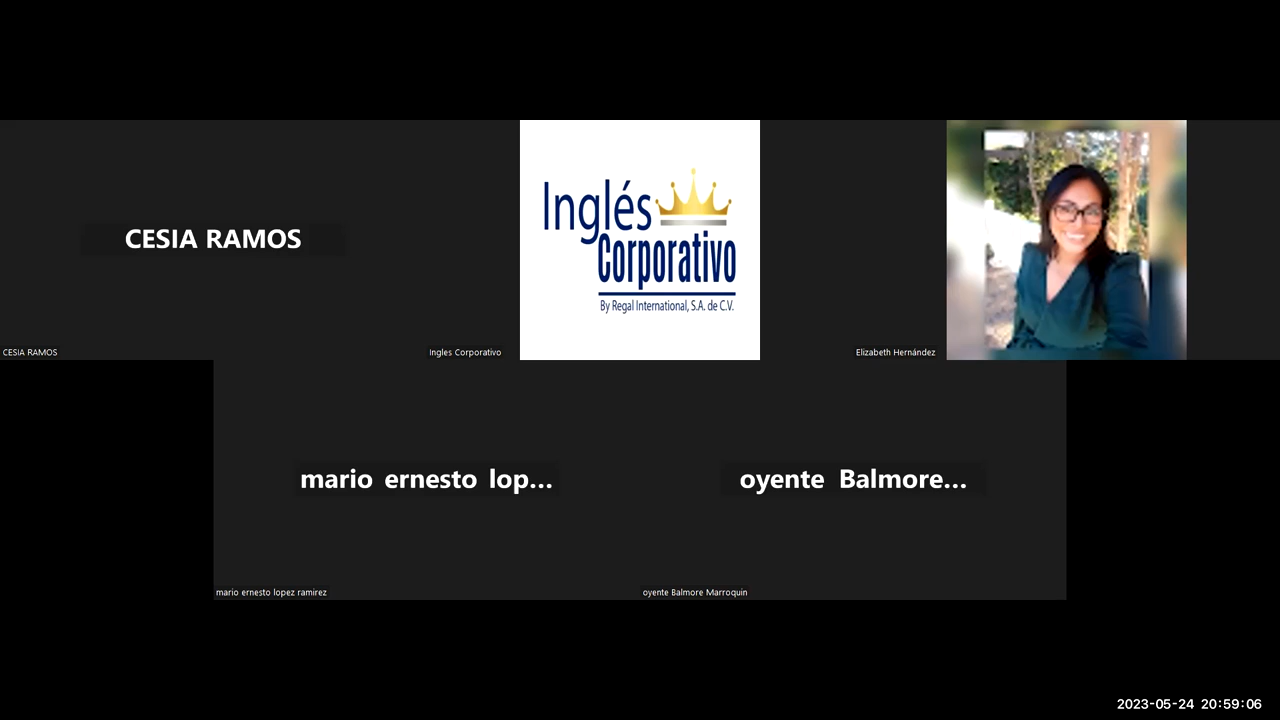 CESIA RAMOS
CESIA RAMOS
Inglés
Corporativo
By Regal International, S.A. de C.V.
Ingles Corporativo
Elizabeth Hernández
mario ernesto lop...
mario ernesto lopez ramirez
oyente Balmore...
oyente Balmore Marroquin
2023-05-24 20:59:06